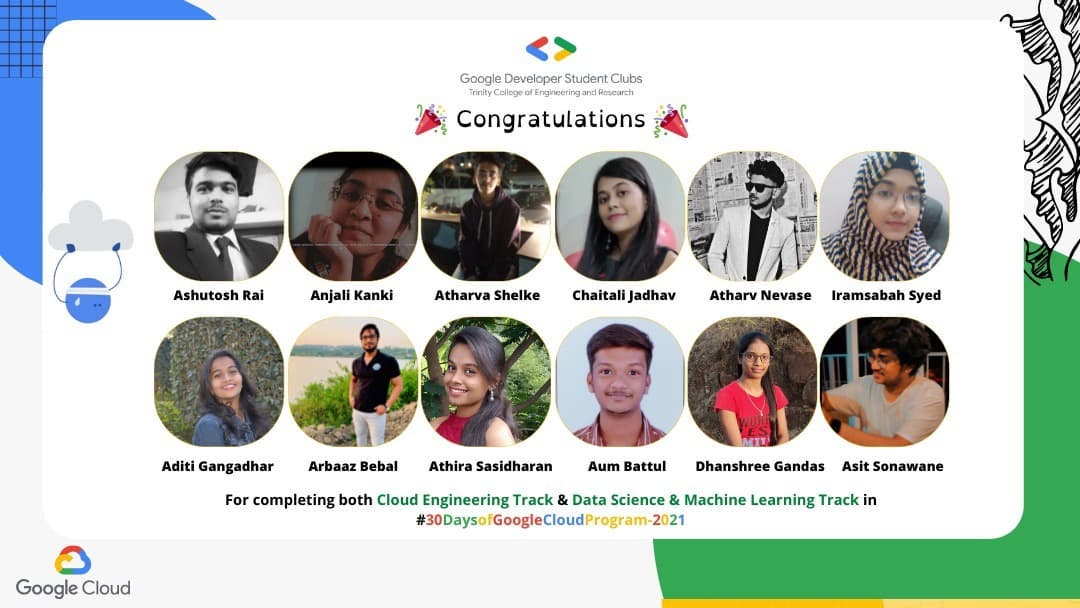 Google Developer Student Clubs
Trinity College of Engineering and Research
Congratulations
Ashutosh Rai Anjali Kanki Atharva Shelke Chaitali Jadhav Atharv Nevase Iramsabah Syed
Aditi Gangadhar Arbaaz Bebal Athira Sasidharan Aum Battul Dhanshree Gandas Asit Sonawane
For completing both Cloud Engineering Track & Data Science & Machine Learning Track in
#30DaysofGoogleCloudProgram-2021
Google Cloud